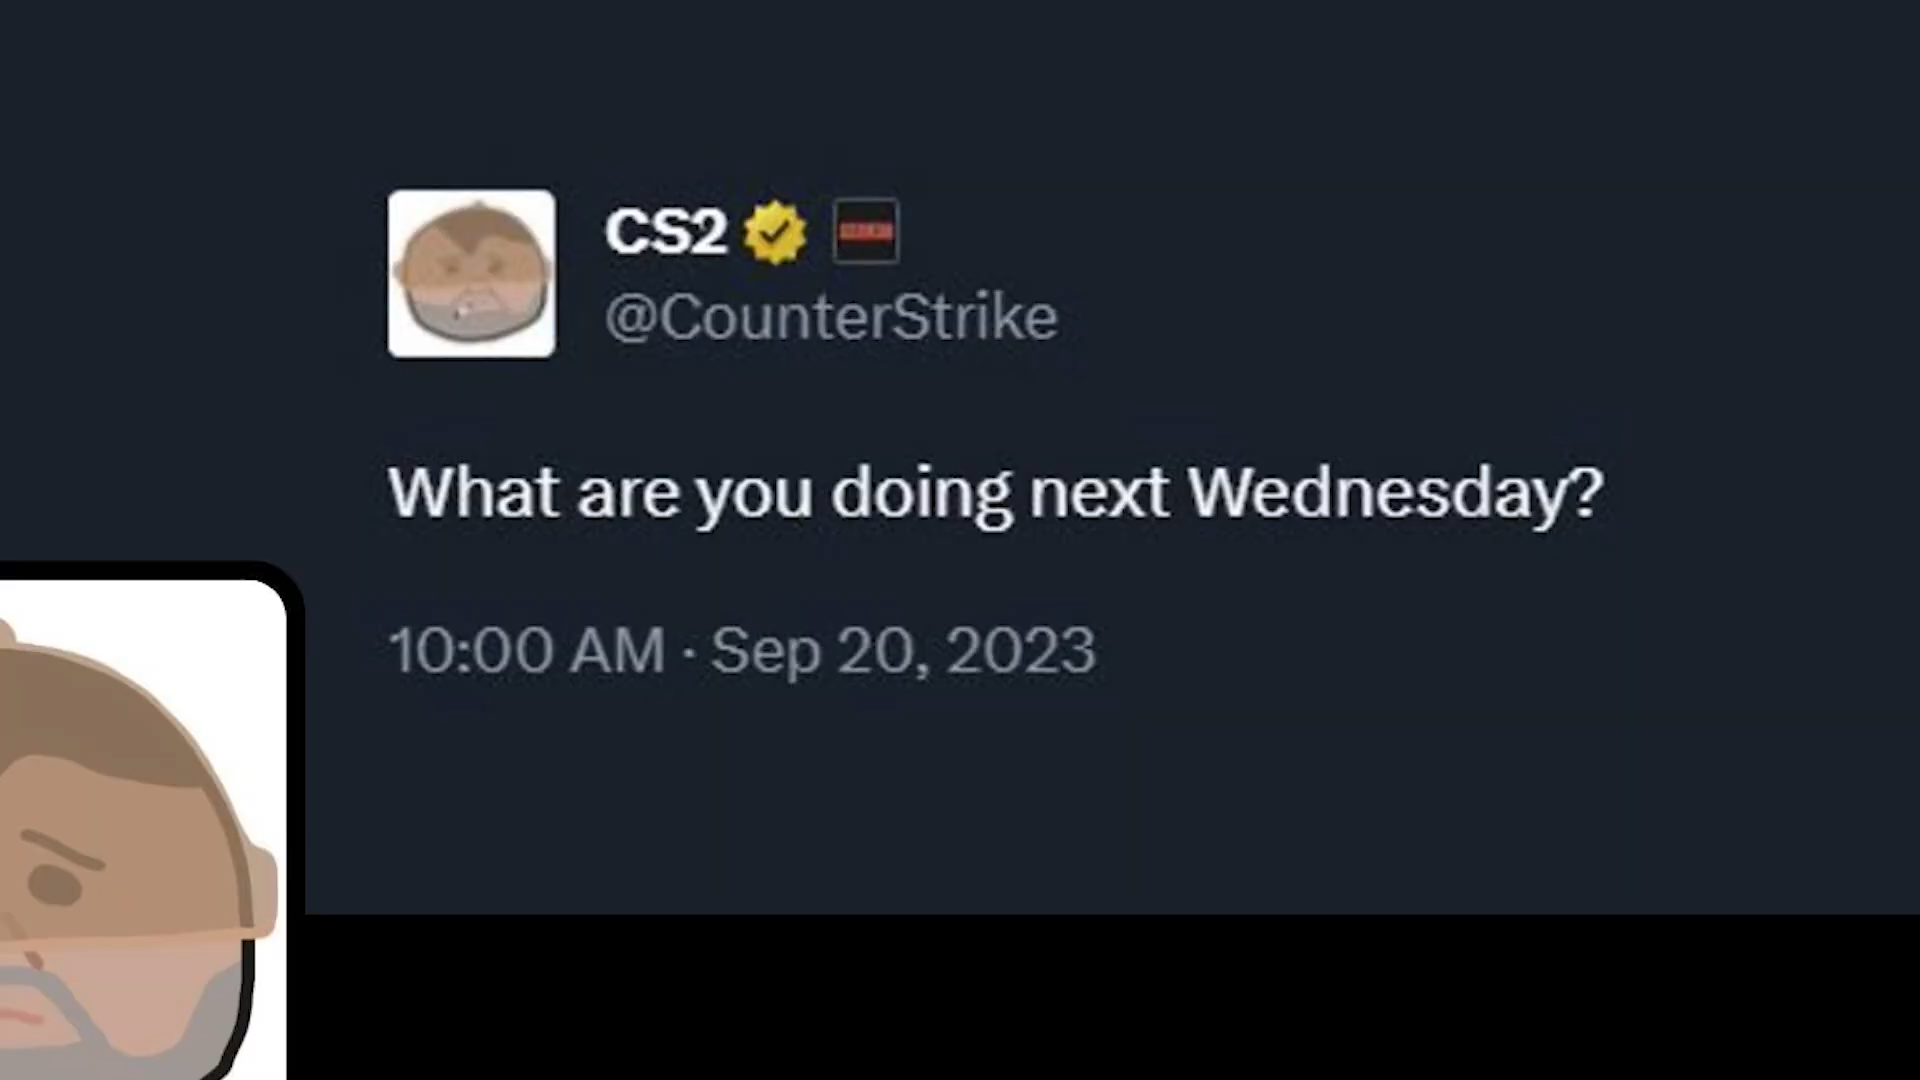 CS2
@CounterStrike
What are you doing next Wednesday?
10:00 AM · Sep 20, 2023